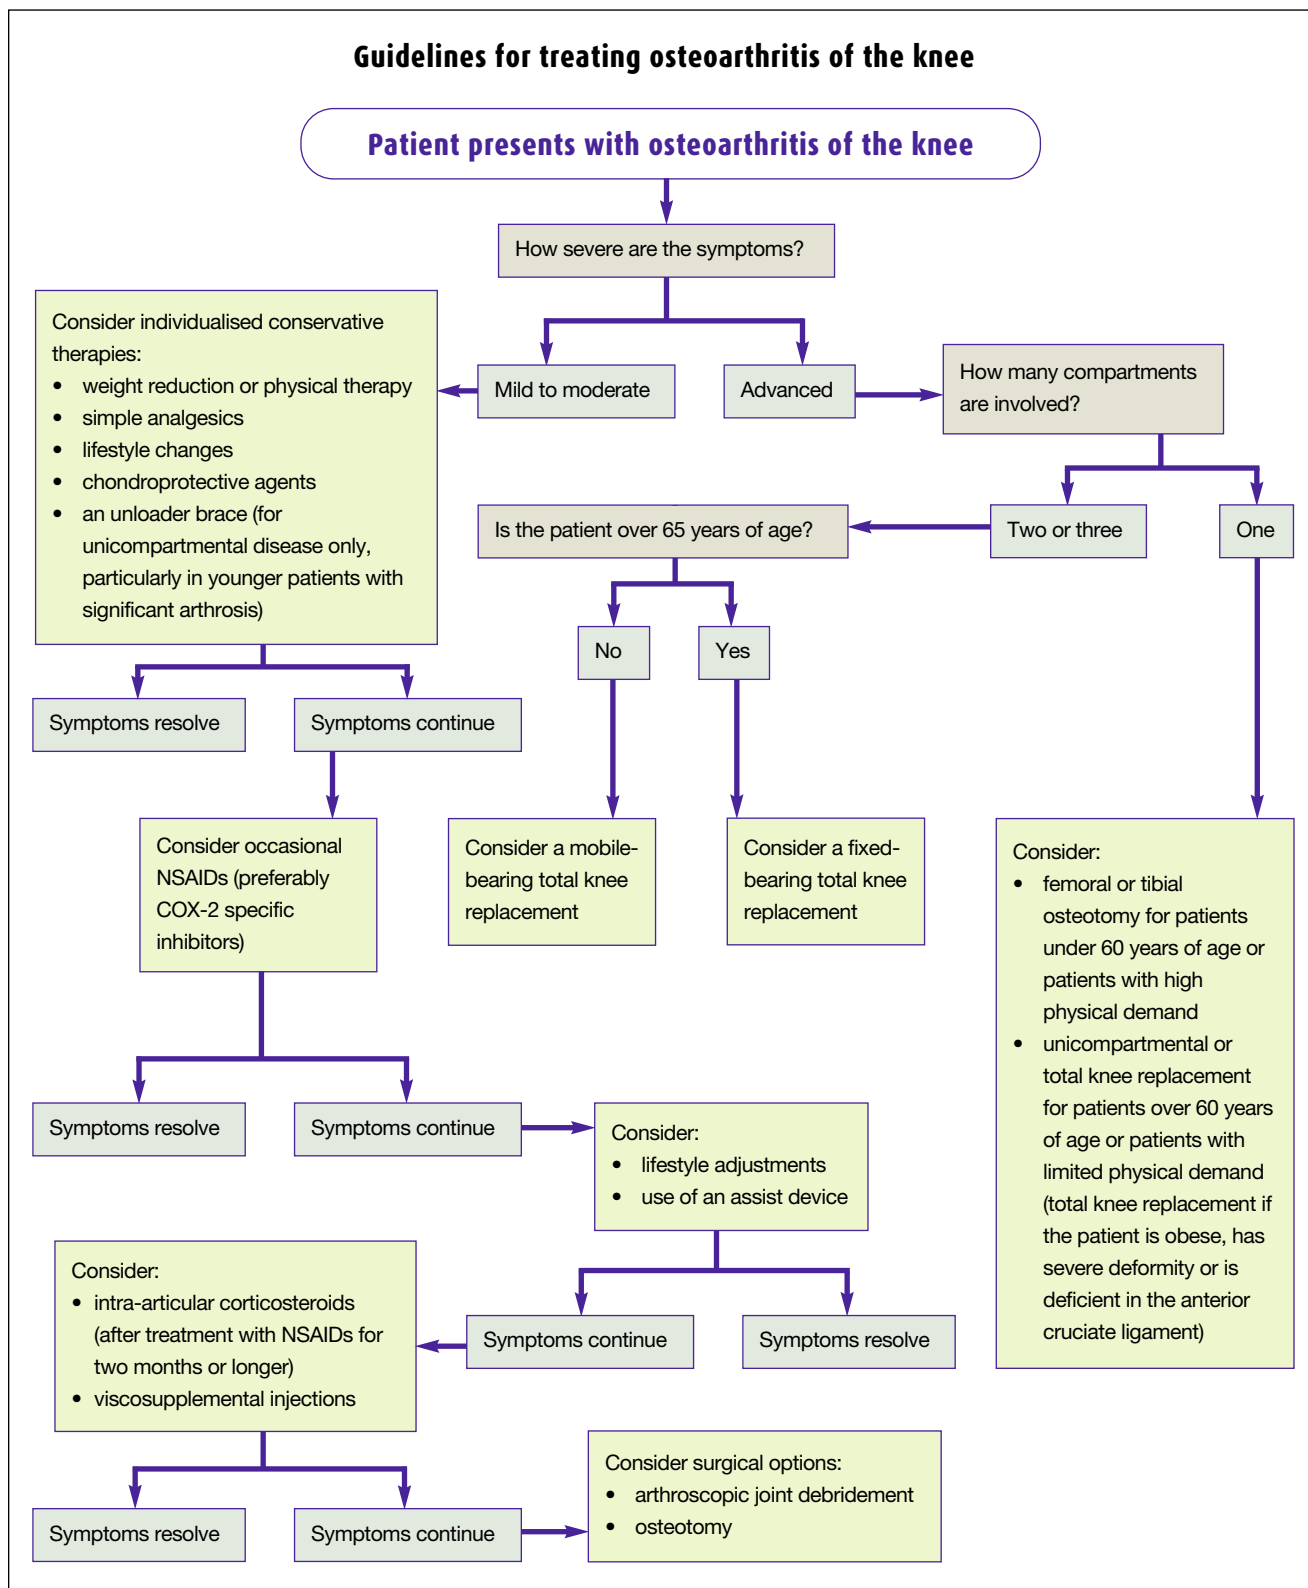 Guidelines for treating osteoarthritis of the knee
Patient presents with osteoarthritis of the knee
How severe are the symptoms?
Mild to moderate
Advanced
Consider individualised conservative
therapies:
• weight reduction or physical therapy
• simple analgesics
• lifestyle changes
• chondroprotective agents
• an unloader brace (for
unicompartmental disease only,
particularly in younger patients with
significant arthrosis)
How many compartments
are involved?
Two or three
One
Is the patient over 65 years of age?
No
Yes
Symptoms resolve
Symptoms continue
Consider occasional
NSAIDs (preferably
COX-2 specific
inhibitors)
Consider a mobile-
bearing total knee
replacement
Consider a fixed-
bearing total knee
replacement
Consider:
• femoral or tibial
osteotomy for patients
under 60 years of age or
patients with high
physical demand
• unicompartmental or
total knee replacement
for patients over 60 years
of age or patients with
limited physical demand
(total knee replacement if
the patient is obese, has
severe deformity or is
deficient in the anterior
cruciate ligament)
Symptoms resolve
Symptoms continue
Consider:
• lifestyle adjustments
• use of an assist device
Symptoms continue
Symptoms resolve
Consider:
• intra-articular corticosteroids
(after treatment with NSAIDs for
two months or longer)
• viscosupplemental injections
Symptoms resolve
Symptoms continue
Consider surgical options:
• arthroscopic joint debridement
• osteotomy